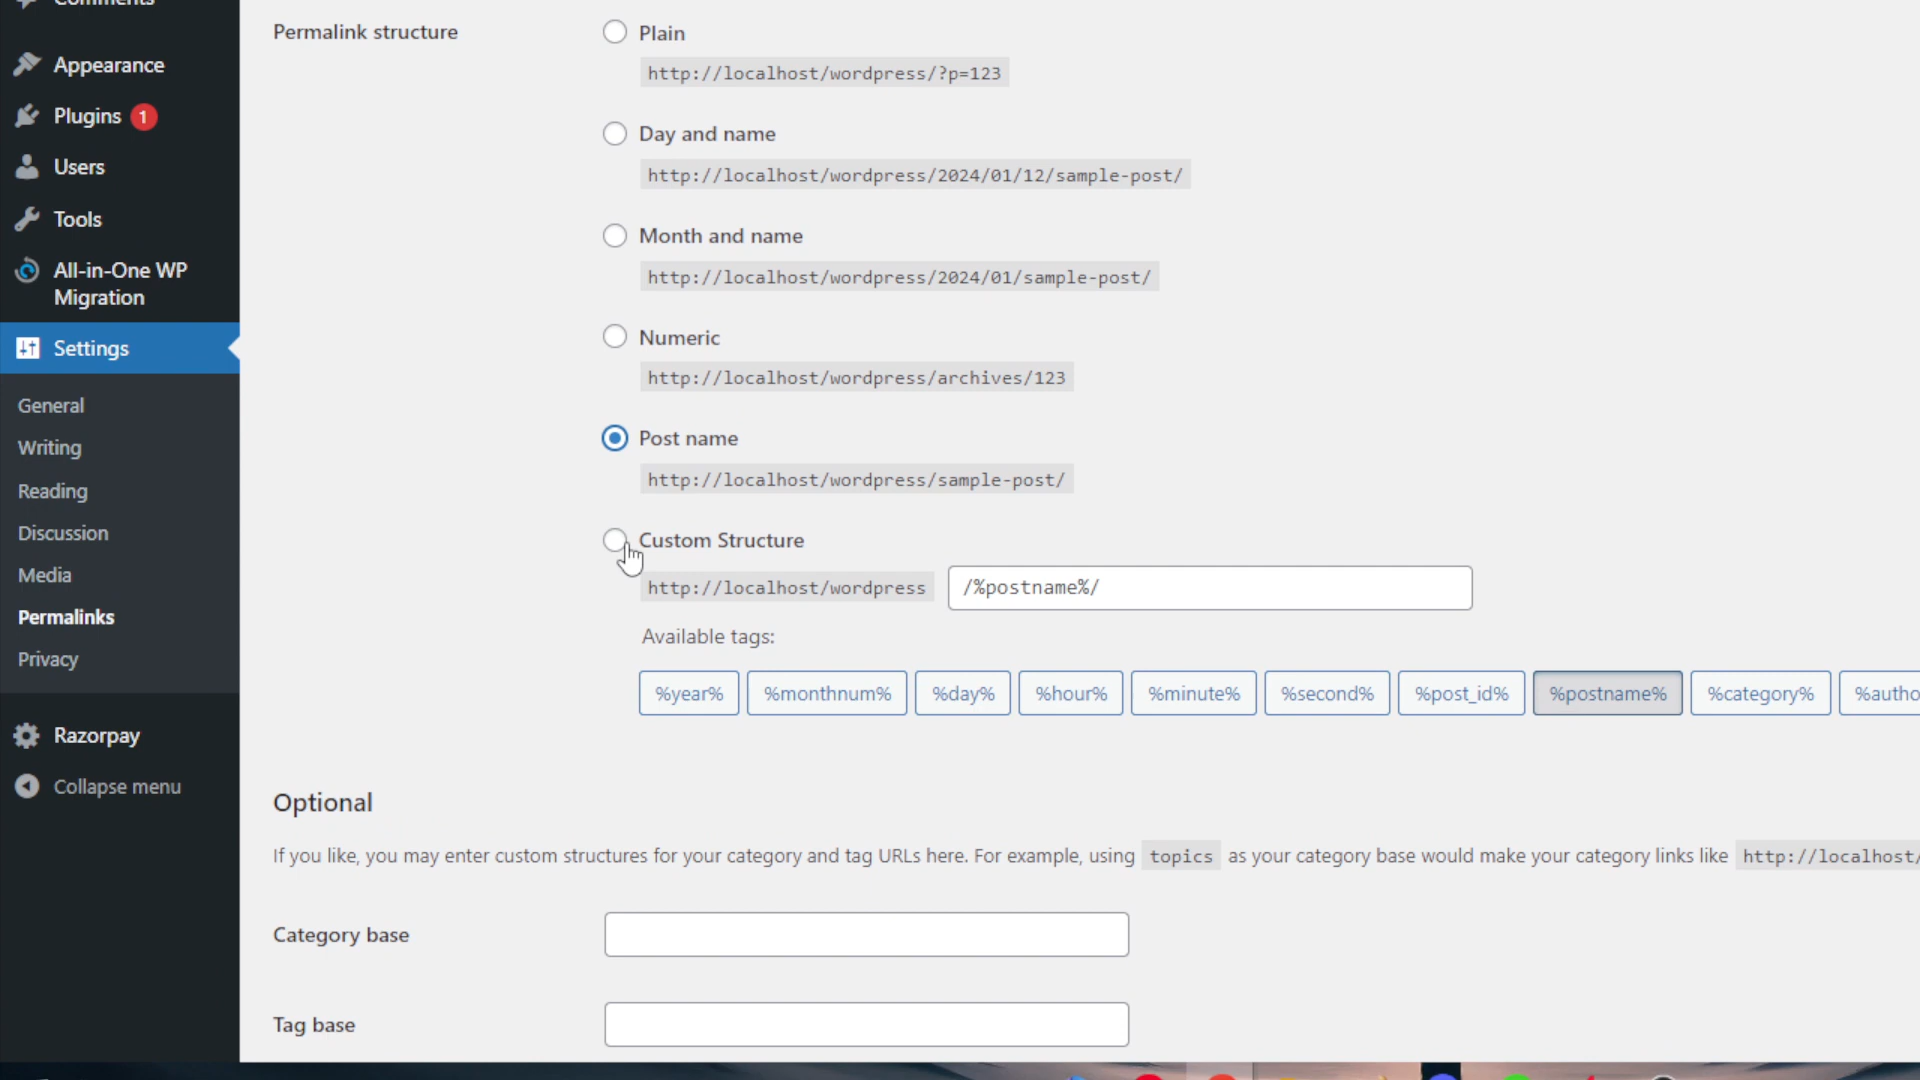 Comments
Appearance
Plugins 1
Users
Tools
All-in-One WP
Migration
Settings
General
Writing
Reading
Discussion
Media
Permalinks
Privacy
Razorpay
Collapse menu
Permalink structure
Plain
http://localhost/wordpress/?p=123
Day and name
http://localhost/wordpress/2024/01/12/sample-post/
Month and name
http://localhost/wordpress/2024/01/sample-post/
Numeric
http://localhost/wordpress/archives/123
Post name
http://localhost/wordpress/sample-post/
Custom Structure
http://localhost/wordpress /%postname%/
Available tags:
%year% %monthnum% %day% %hour% %minute% %second% %post_id% %postname% %category% %autho
Optional
If you like, you may enter custom structures for your category and tag URLs here. For example, using topics as your category base would make your category links like http://localhost/
Category base
Tag base